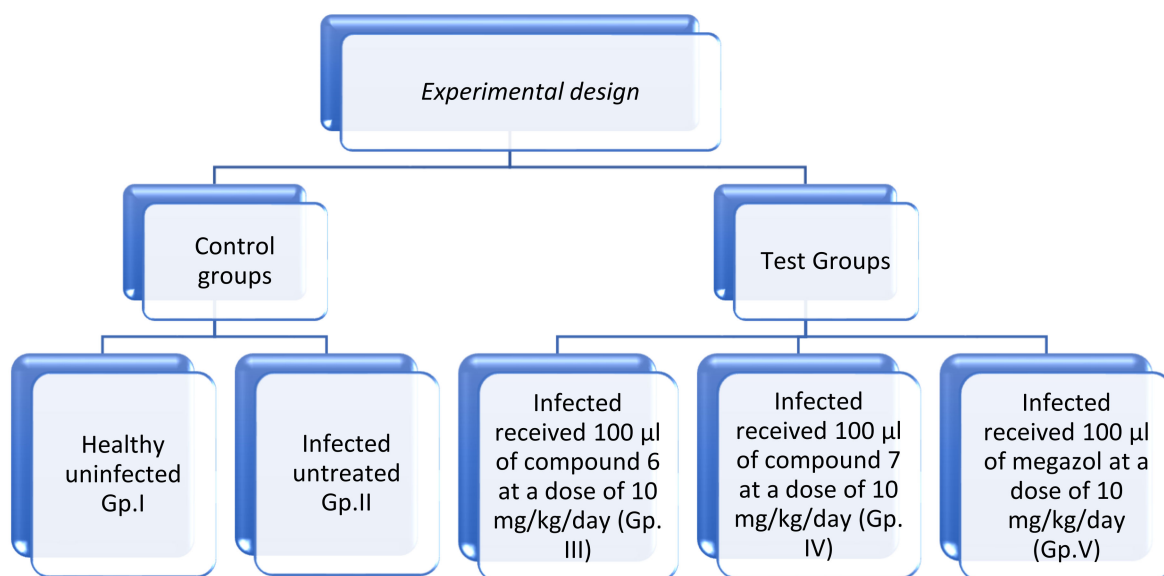 Experimental design
Control
groups
Test Groups
Healthy
uninfected
Gp.I
Infected
untreated
Gp.II
Infected
received 100 µl
of compound 6
at a dose of 10
mg/kg/day (Gp.
III)
Infected
received 100 µl
of compound 7
at a dose of 10
mg/kg/day (Gp.
IV)
Infected
received 100 µl
of megazol at a
dose of 10
mg/kg/day
(Gp.V)